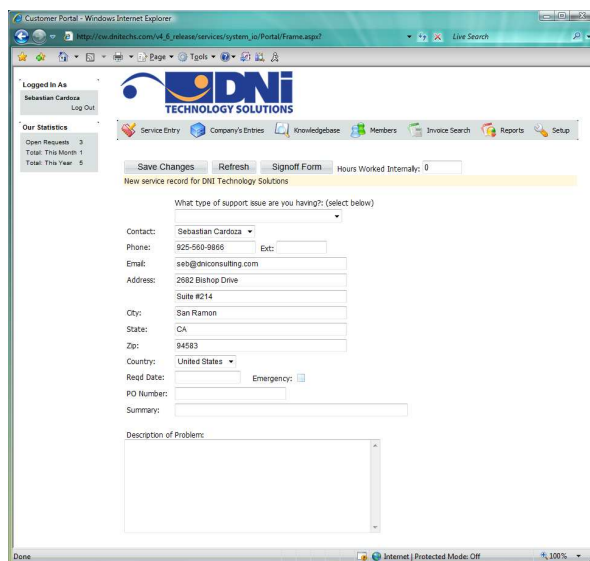 Customer Portal - Windows Internet Explorer
http://cw.dnitechs.com/v4_6_release/services/system_io/Portal/Frame.aspx?
Live Search
Page
Tools
Logged In As
Sebastian Cardoza
Log Out
Our Statistics
Open Requests 3
Total: This Month 1
Total: This Year 5
DNi
TECHNOLOGY SOLUTIONS
Service Entry Company's Entries Knowledgebase Members Invoice Search Reports Setup
Save Changes Refresh Signoff Form Hours Worked Internally: 0
New service record for DNI Technology Solutions
What type of support issue are you having?: (select below)
Contact: Sebastian Cardoza
Phone: 925-560-9866 Ext:
Email: seb@dniconsulting.com
Address: 2682 Bishop Drive
Suite #214
City: San Ramon
State: CA
Zip: 94583
Country: United States
Reqd Date: Emergency:
PO Number:
Summary:
Description of Problem:
Done Internet | Protected Mode: Off 100%